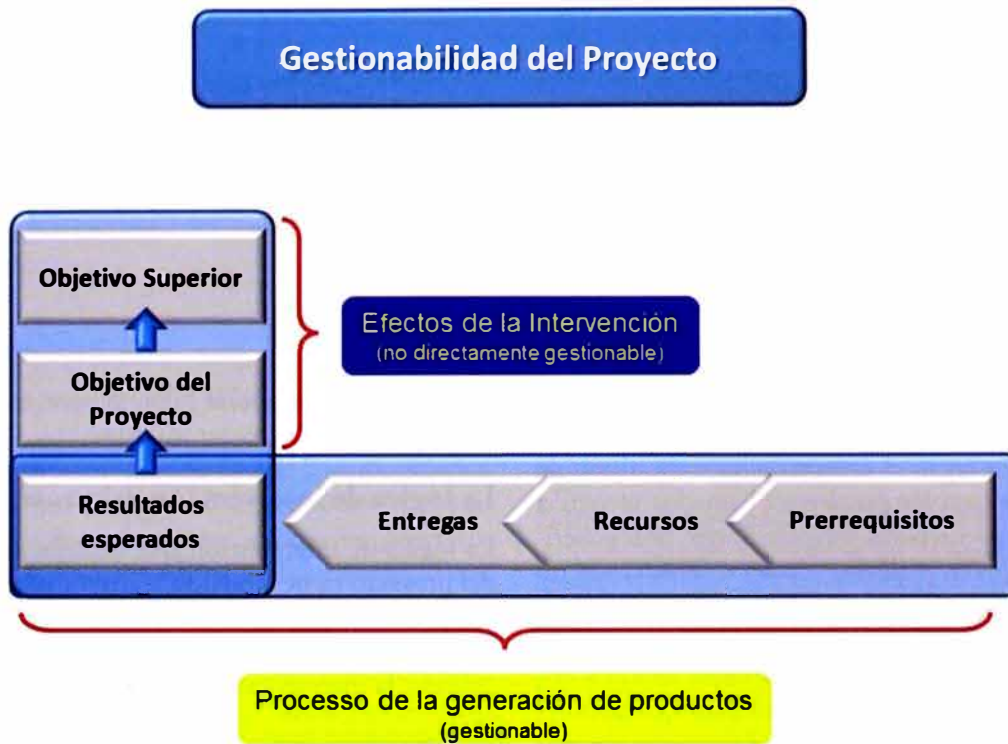 Gestionabilidad del Proyecto
Objetivo Superior
Efectos de la Intervención
(no directamente gestionable)
Objetivo del
Proyecto
Resultados
esperados
Entregas
Recursos
Prerrequisitos
Processo de la generación de productos
(gestionable)